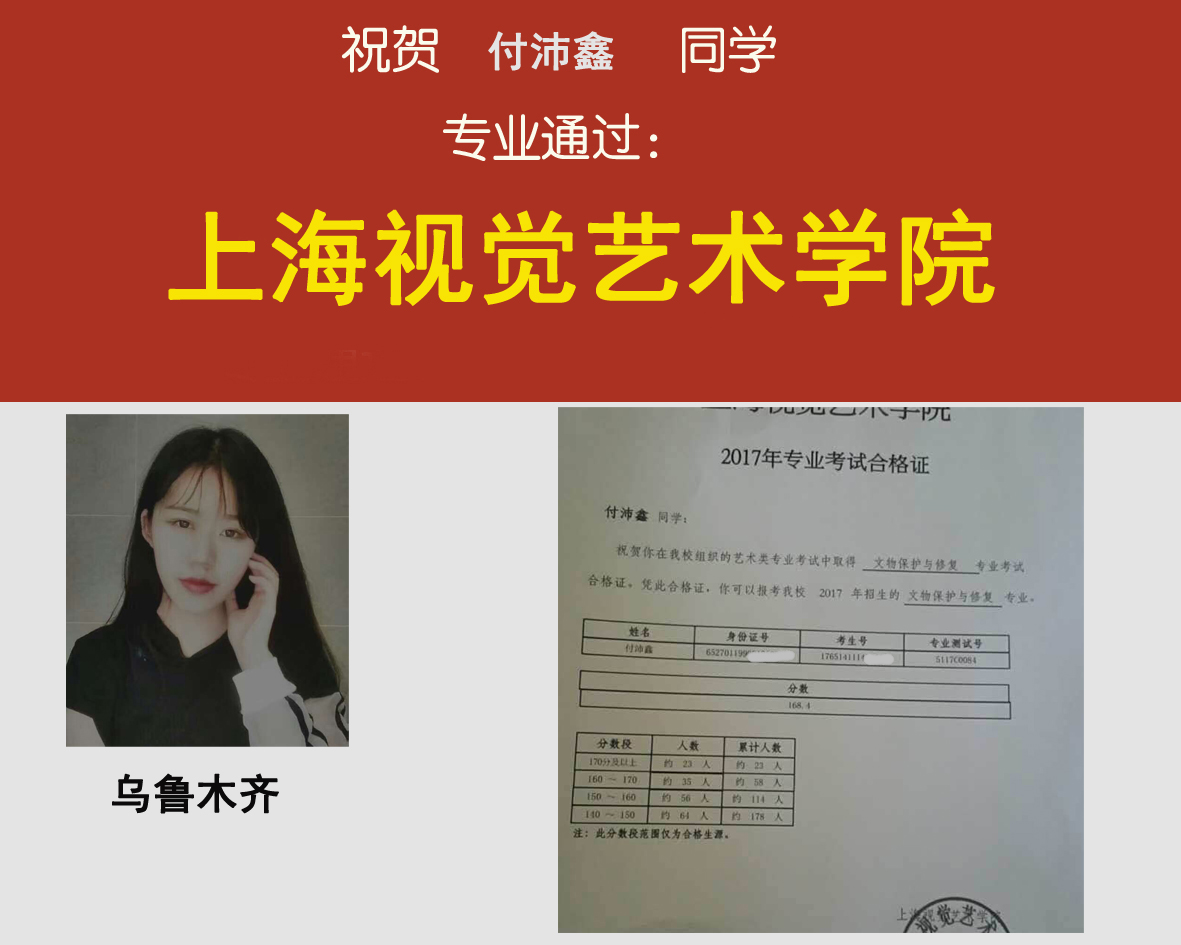 祝贺 付沛鑫 同学
专业通过：
上海视觉艺术学院
乌鲁木齐
上海视觉艺术学院
2017年专业考试合格证
付沛鑫 同学：
祝贺你在我校组织的艺术类专业考试中取得 文物保护与修复 专业考试
合格证。凭此合格证，你可以报考我校 2017 年招生的 文物保护与修复 专业。
姓名 身份证号 考生号 专业测试号
付沛鑫 652701199 176514111 5117C0084
分数
168.4
分数段 人数 累计人数
170分及以上 约 23 人 约 23 人
160 ～ 170 约 35 人 约 58 人
150 ～ 160 约 56 人 约 114 人
140 ～ 150 约 64 人 约 178 人
注：此分数段范围仅为合格生源。
上海视觉艺术学院
视觉艺术